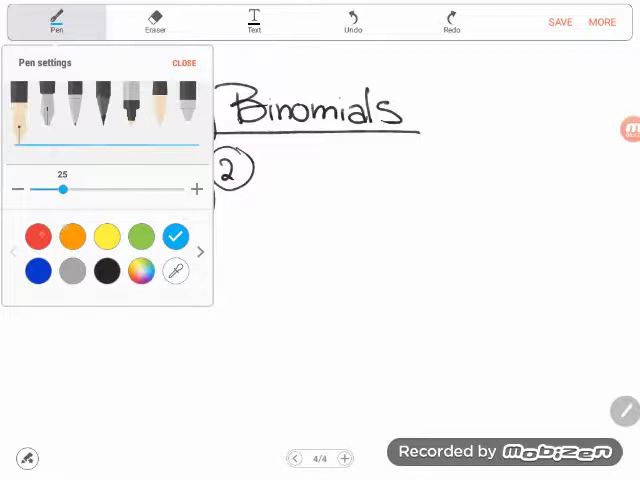 Pen Eraser Text Undo Redo SAVE MORE
Pen settings CLOSE
Binomials
2
25
4/4
Recorded by mobizen